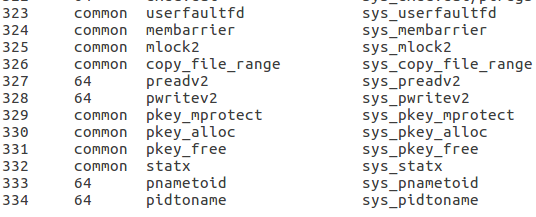 323 common userfaultfd sys_userfaultfd
324 common membarrier sys_membarrier
325 common mlock2 sys_mlock2
326 common copy_file_range sys_copy_file_range
327 64 preadv2 sys_preadv2
328 64 pwritev2 sys_pwritev2
329 common pkey_mprotect sys_pkey_mprotect
330 common pkey_alloc sys_pkey_alloc
331 common pkey_free sys_pkey_free
332 common statx sys_statx
333 64 pnametoid sys_pnametoid
334 64 pidtoname sys_pidtoname